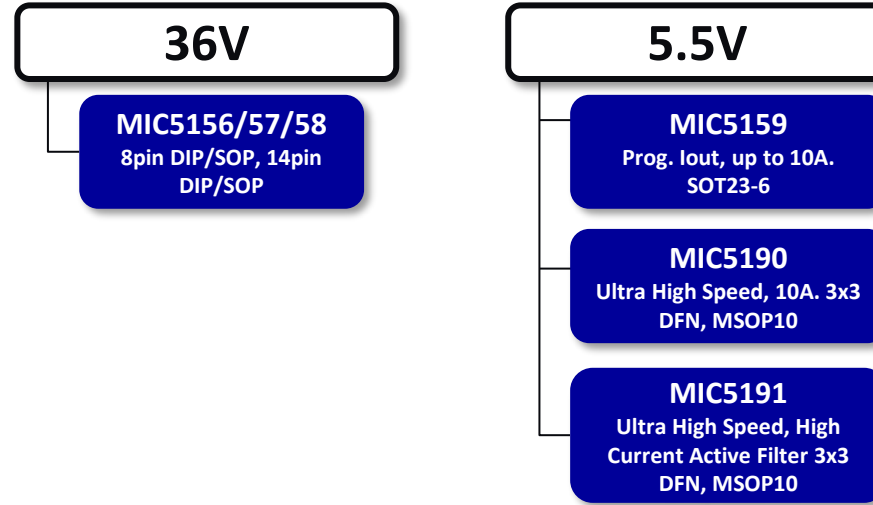 36V
MIC5156/57/58
8pin DIP/SOP, 14pin
DIP/SOP
5.5V
MIC5159
Prog. Iout, up to 10A.
SOT23-6
MIC5190
Ultra High Speed, 10A. 3x3
DFN, MSOP10
MIC5191
Ultra High Speed, High
Current Active Filter 3x3
DFN, MSOP10